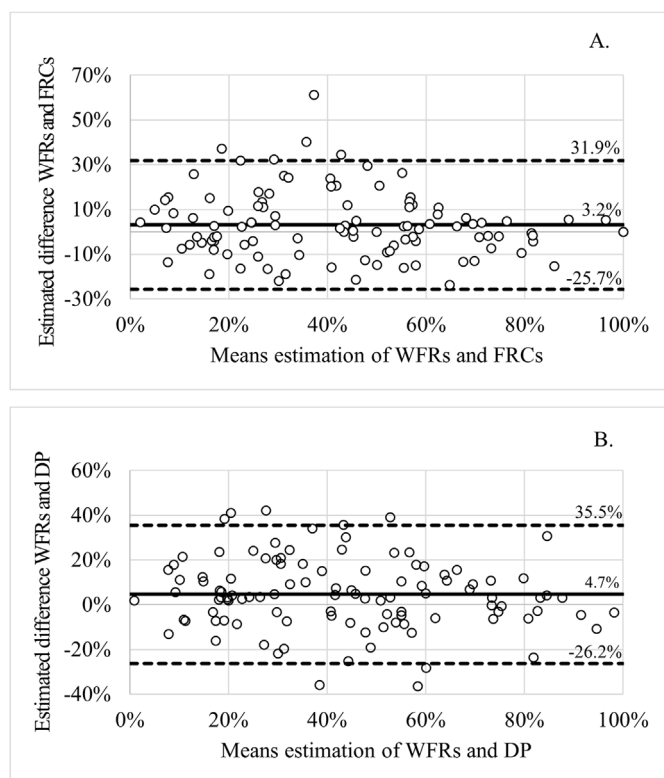 A.
Estimated difference WFRs and FRCs
70%
50%
30%
10%
-10%
-30%
31.9%
3.2%
-25.7%
0% 20% 40% 60% 80% 100%
Means estimation of WFRs and FRCs
B.
Estimated difference WFRs and DP
60%
40%
20%
0%
-20%
-40%
35.5%
4.7%
-26.2%
0% 20% 40% 60% 80% 100%
Means estimation of WFRs and DP